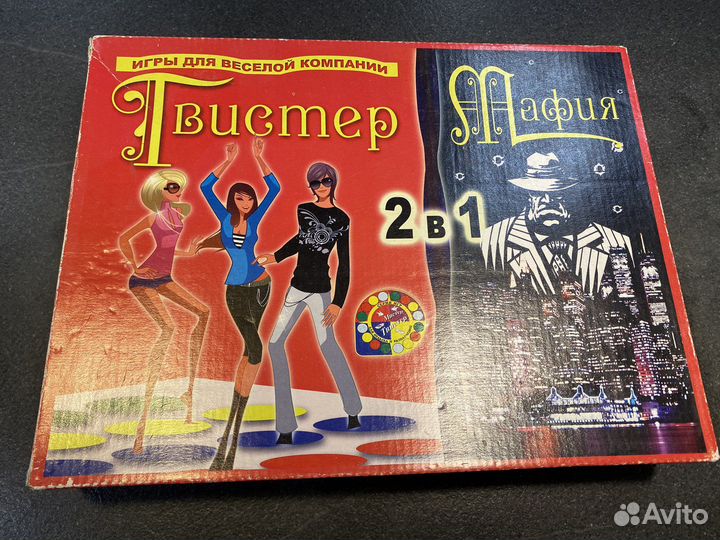 ИГРЫ ДЛЯ ВЕСЕЛОЙ КОМПАНИИ
Твистер
Мафия
2 в 1
Avito